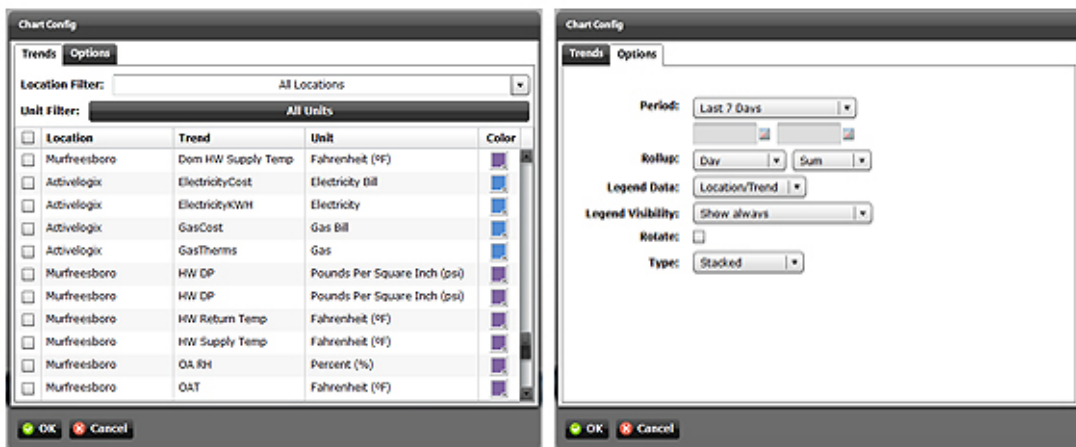 Chart Config
Trends Options
Location Filter: All Locations
Unit Filter: All Units
Location Trend Unit Color
Murfreesboro Dom HW Supply Temp Fahrenheit (ºF)
Activelogix ElectricityCost Electricity Bill
Activelogix ElectricityKWH Electricity
Activelogix GasCost Gas Bill
Activelogix GasTherms Gas
Murfreesboro HW DP Pounds Per Square Inch (psi)
Murfreesboro HW DP Pounds Per Square Inch (psi)
Murfreesboro HW Return Temp Fahrenheit (ºF)
Murfreesboro HW Supply Temp Fahrenheit (ºF)
Murfreesboro OA RH Percent (%)
Murfreesboro OAT Fahrenheit (ºF)
OK Cancel
Chart Config
Trends Options
Period: Last 7 Days
Rollup: Day Sum
Legend Data: Location/Trend
Legend Visibility: Show always
Rotate:
Type: Stacked
OK Cancel